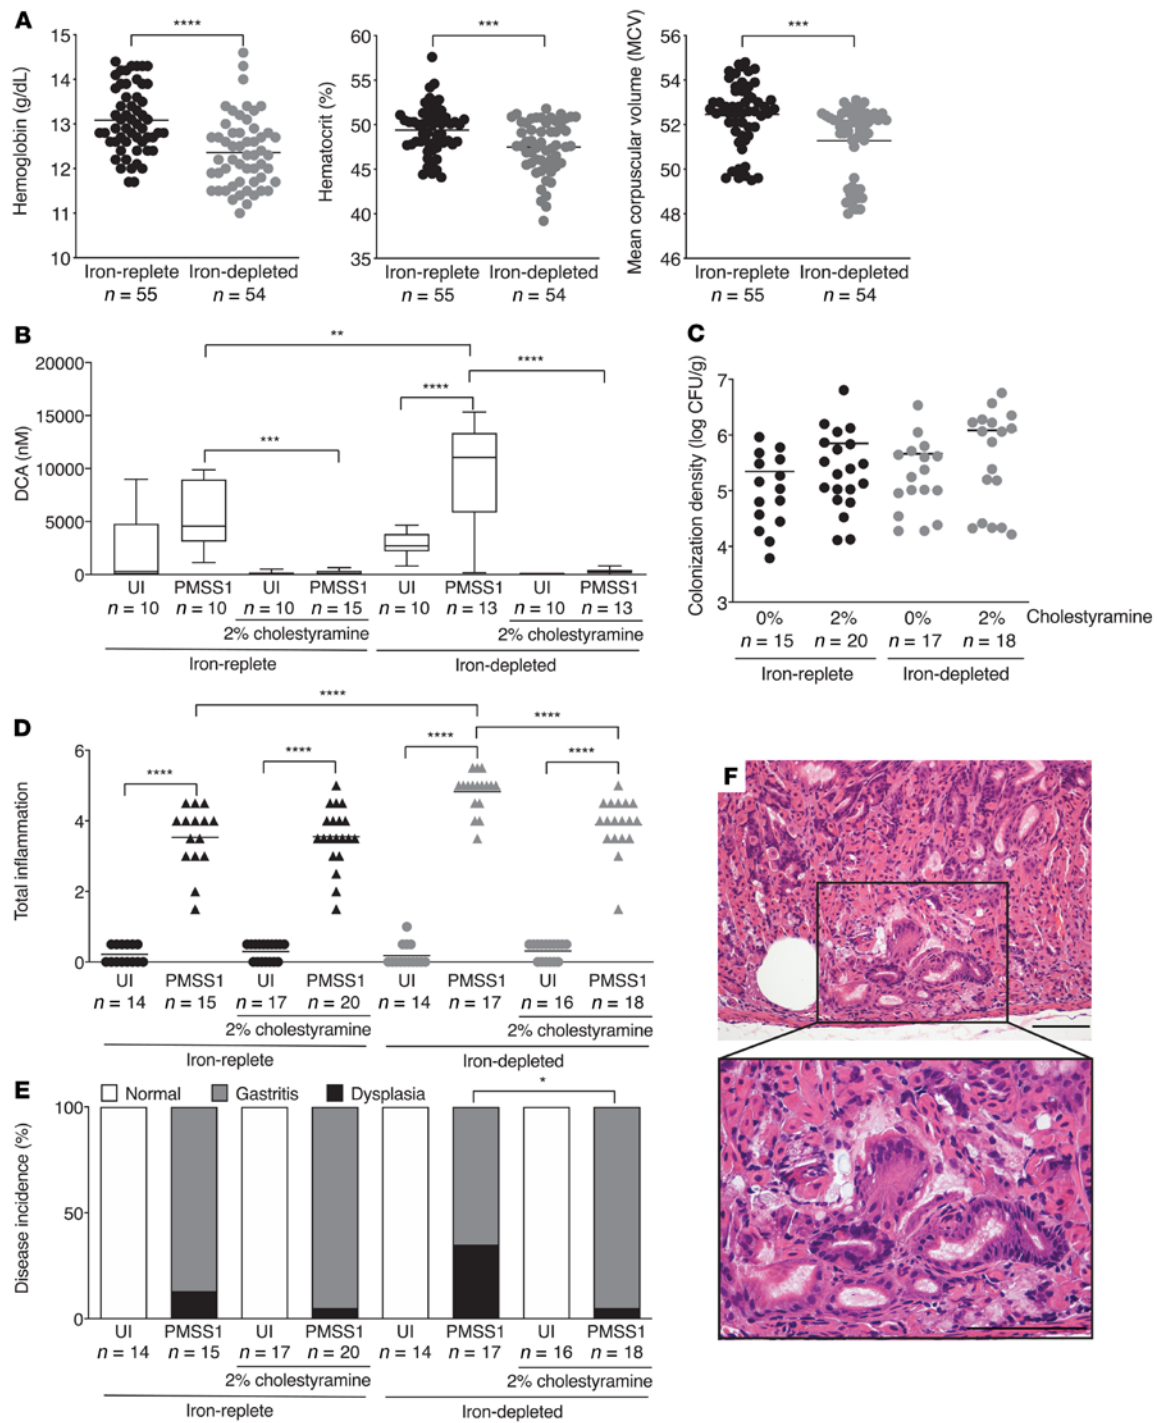 A
****
***
***
Hemoglobin (g/dL)
15
14
13
12
11
10
Iron-replete
n = 55
Iron-depleted
n = 54
Hematocrit (%)
60
55
50
45
40
35
Iron-replete
n = 55
Iron-depleted
n = 54
Mean corpuscular volume (MCV)
56
54
52
50
48
46
Iron-replete
n = 55
Iron-depleted
n = 54
B
**
****
****
***
DCA (nM)
20000
15000
10000
5000
0
UI PMSS1 UI PMSS1 UI PMSS1 UI PMSS1
n = 10 n = 10 n = 10 n = 15 n = 10 n = 13 n = 10 n = 13
2% cholestyramine 2% cholestyramine
Iron-replete Iron-depleted
C
Colonization density (log CFU/g)
7
6
5
4
3
0% 2% 0% 2% Cholestyramine
n = 15 n = 20 n = 17 n = 18
Iron-replete Iron-depleted
D
****
****
****
****
****
****
Total inflammation
6
4
2
0
UI PMSS1 UI PMSS1 UI PMSS1 UI PMSS1
n = 14 n = 15 n = 17 n = 20 n = 14 n = 17 n = 16 n = 18
2% cholestyramine 2% cholestyramine
Iron-replete Iron-depleted
E
Normal Gastritis Dysplasia
*
Disease incidence (%)
100
50
0
UI PMSS1 UI PMSS1 UI PMSS1 UI PMSS1
n = 14 n = 15 n = 17 n = 20 n = 14 n = 17 n = 16 n = 18
2% cholestyramine 2% cholestyramine
Iron-replete Iron-depleted
F